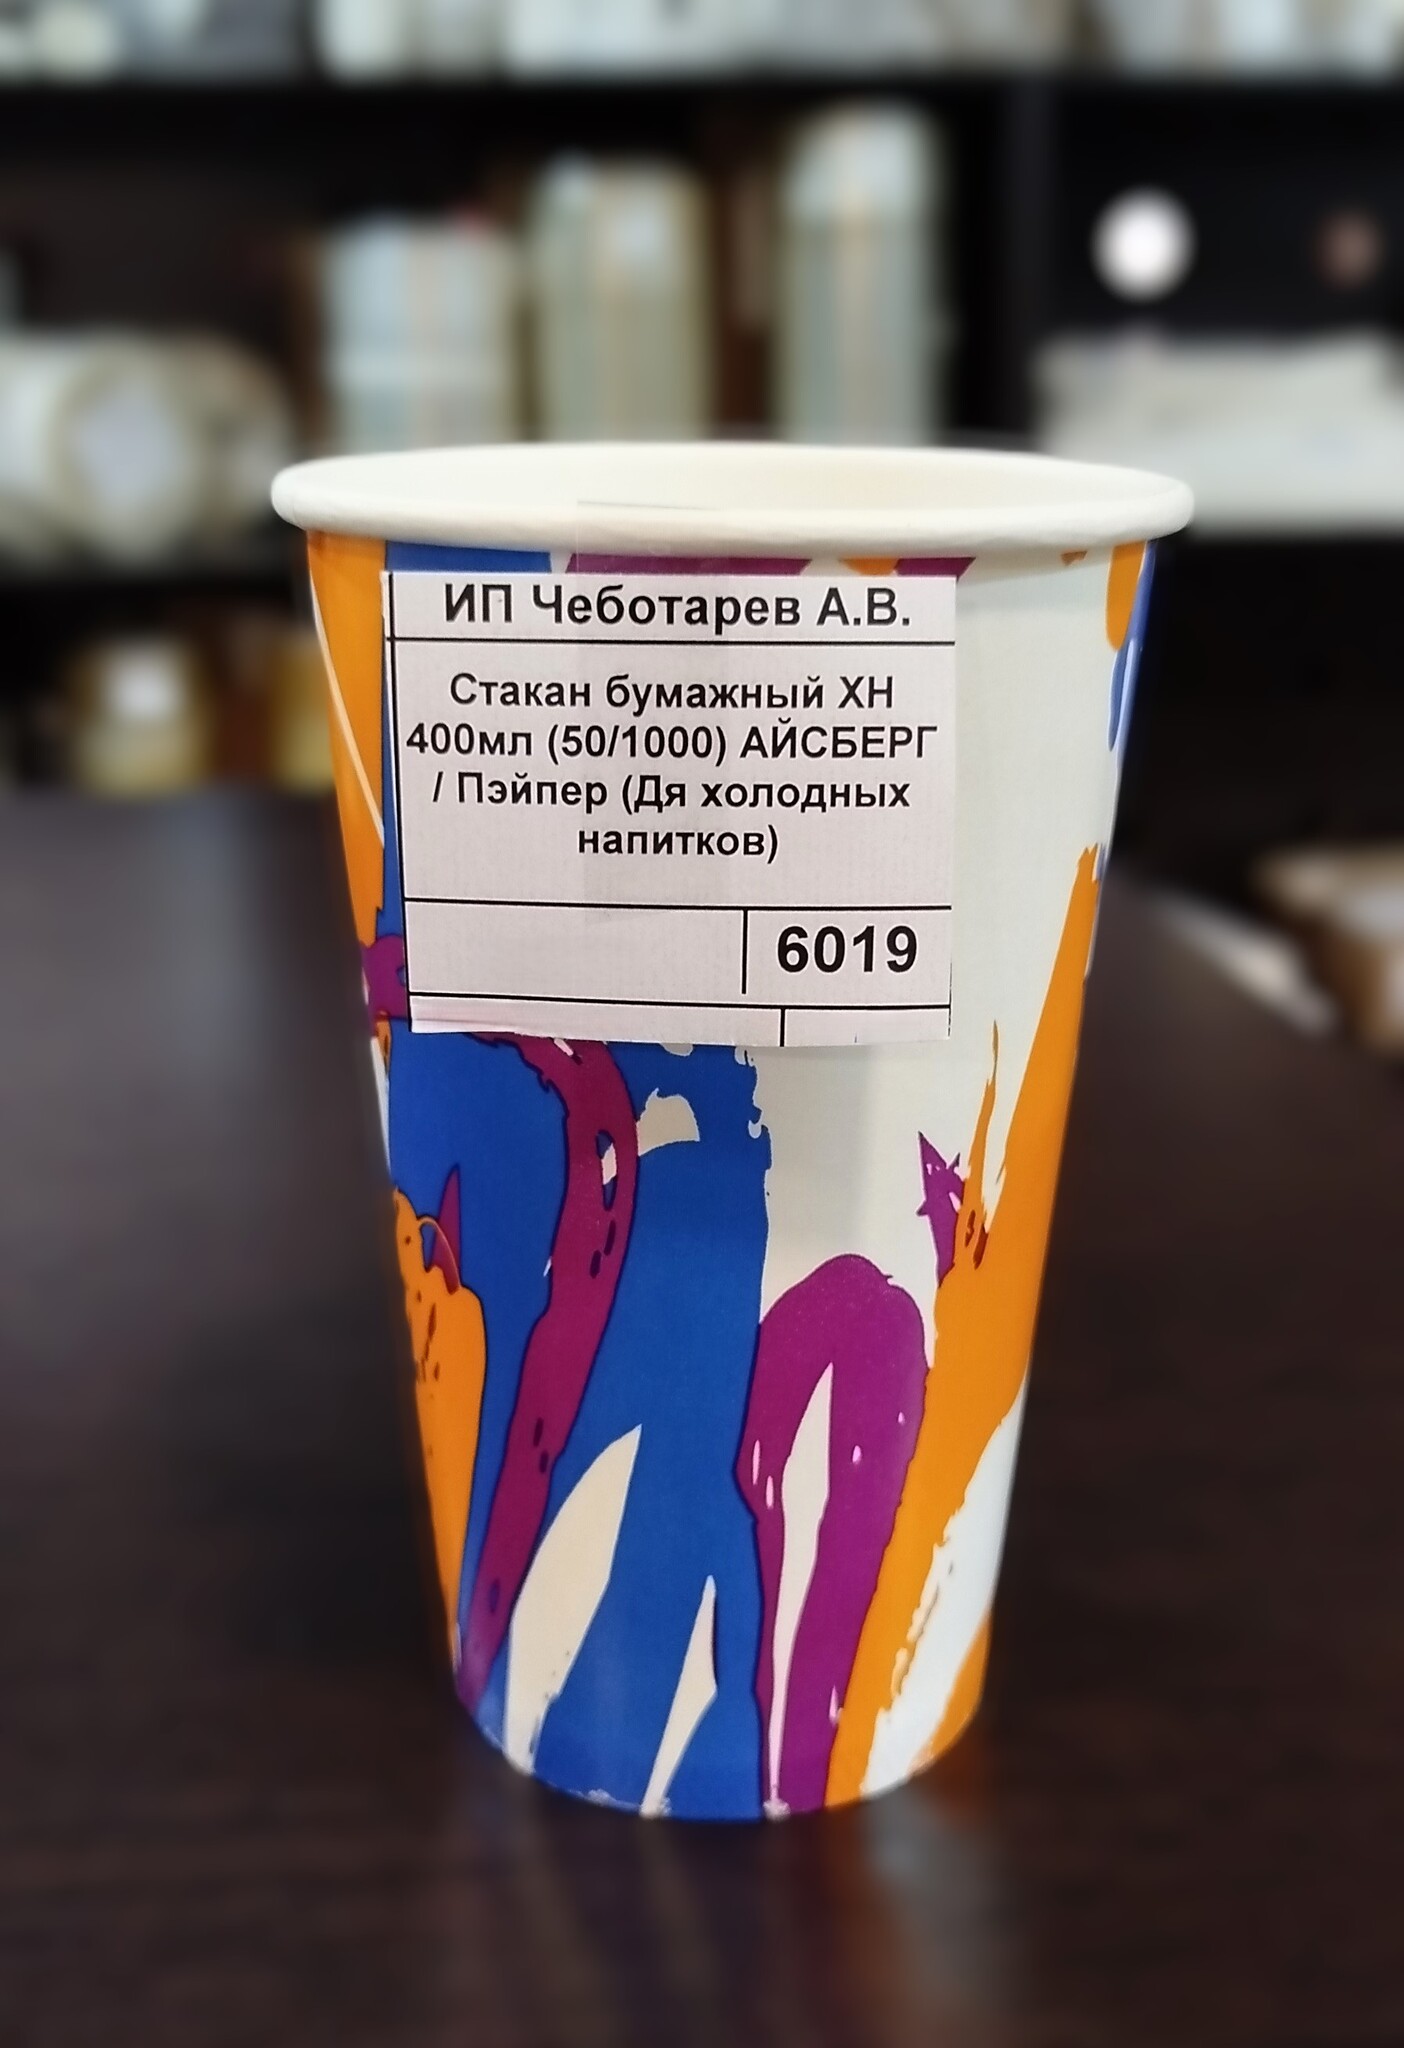 ИП Чеботарев А.В.
Стакан бумажный ХН
400мл (50/1000) АЙСБЕРГ
/ Пэйпер (Дя холодных
напитков)
6019